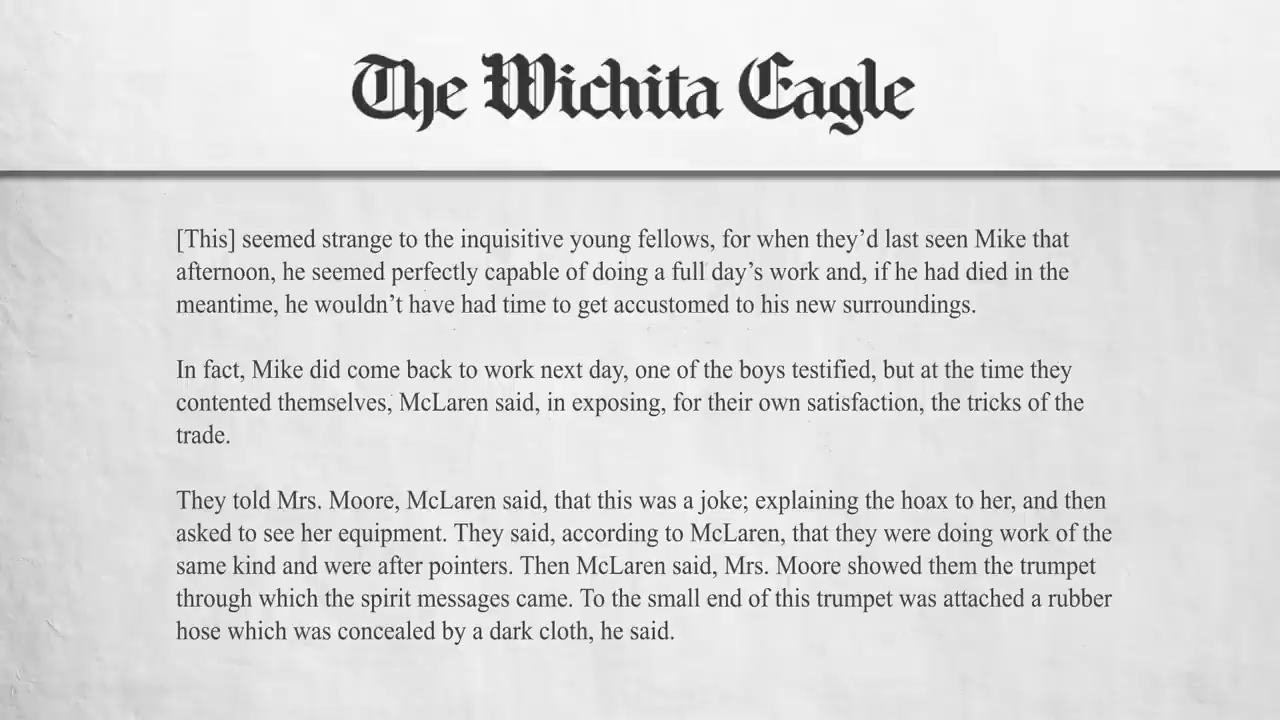 The Wichita Eagle
[This] seemed strange to the inquisitive young fellows, for when they’d last seen Mike that
afternoon, he seemed perfectly capable of doing a full day’s work and, if he had died in the
meantime, he wouldn’t have had time to get accustomed to his new surroundings.
In fact, Mike did come back to work next day, one of the boys testified, but at the time they
contented themselves, McLaren said, in exposing, for their own satisfaction, the tricks of the
trade.
They told Mrs. Moore, McLaren said, that this was a joke; explaining the hoax to her, and then
asked to see her equipment. They said, according to McLaren, that they were doing work of the
same kind and were after pointers. Then McLaren said, Mrs. Moore showed them the trumpet
through which the spirit messages came. To the small end of this trumpet was attached a rubber
hose which was concealed by a dark cloth, he said.